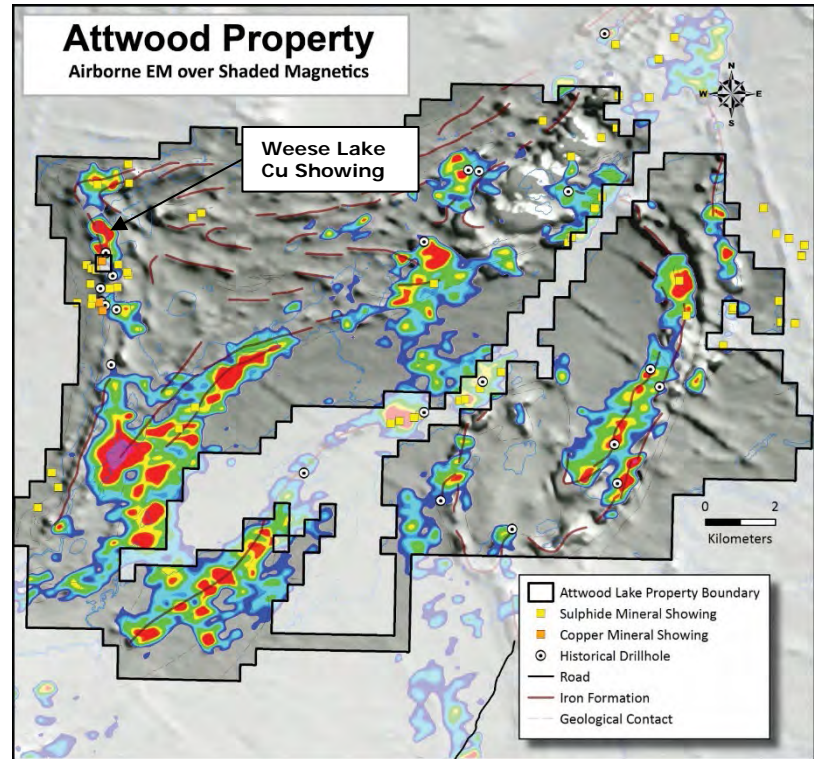 Attwood Property
Airborne EM over Shaded Magnetics
N
W E
S
Weese Lake
Cu Showing
0 2
Kilometers
Attwood Lake Property Boundary
Sulphide Mineral Showing
Copper Mineral Showing
Historical Drillhole
Road
Iron Formation
Geological Contact